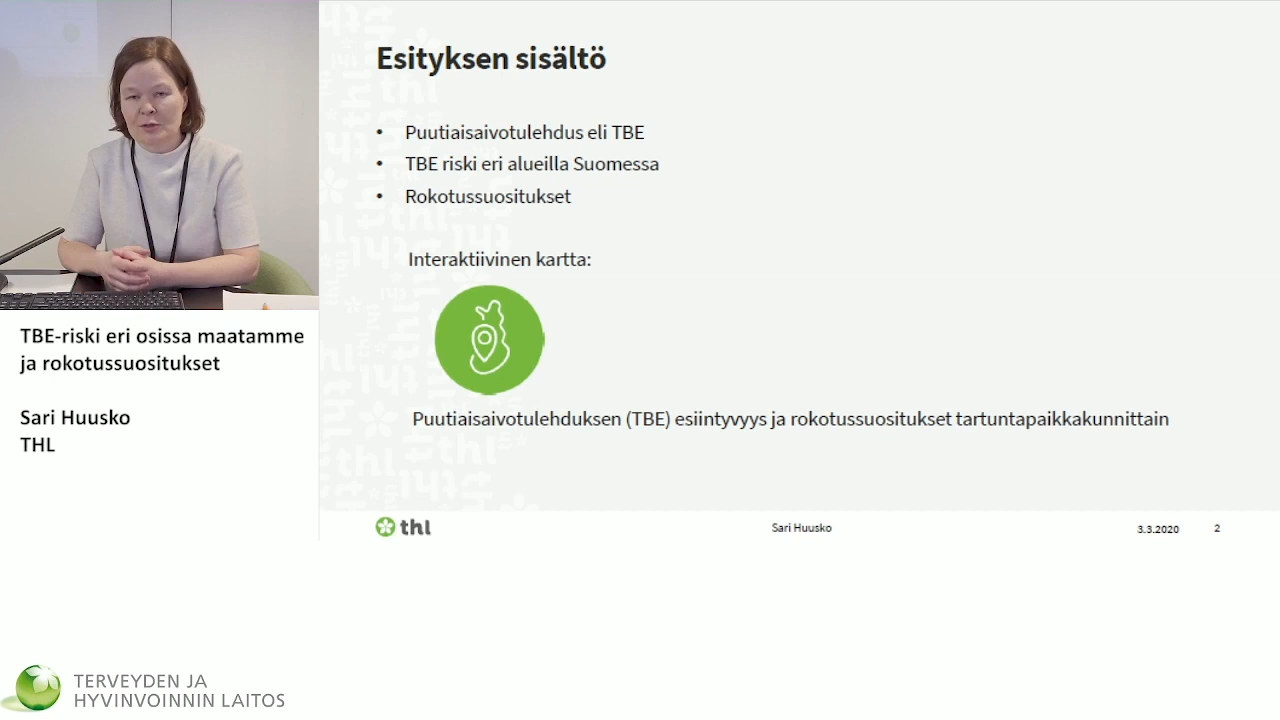 Esityksen sisältö
• Puutiaisaivotulehdus eli TBE
• TBE riski eri alueilla Suomessa
• Rokotussuositukset
Interaktiivinen kartta:
Puutiaisaivotulehduksen (TBE) esiintyvyys ja rokotussuositukset tartuntapaikkakunnittain
thl
Sari Huusko
3.3.2020
2
TBE-riski eri osissa maatamme
ja rokotussuositukset
Sari Huusko
THL
TERVEYDEN JA
HYVINVOINNIN LAITOS